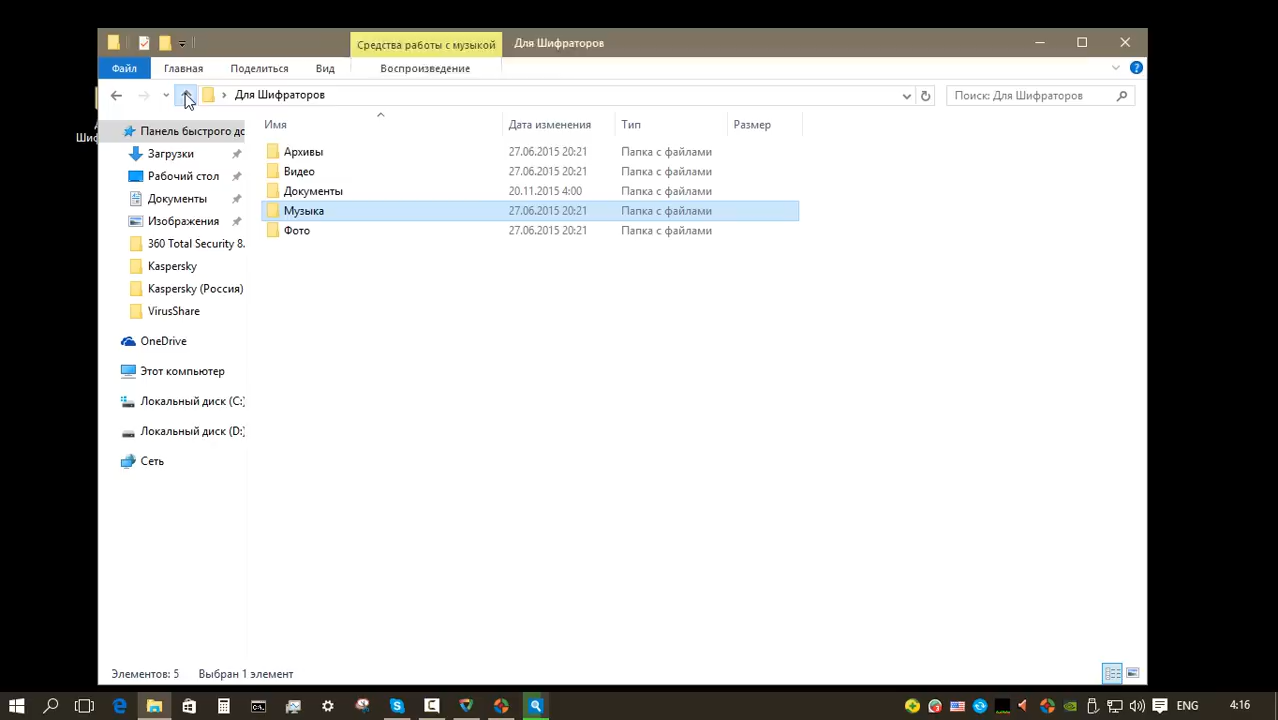 Средства работы с музыкой
Для Шифраторов
Файл
Главная
Поделиться
Вид
Воспроизведение
Для Шифраторов
Поиск: Для Шифраторов
Имя
Дата изменения
Тип
Размер
Архивы 27.06.2015 20:21 Папка с файлами
Видео 27.06.2015 20:21 Папка с файлами
Документы 20.11.2015 4:00 Папка с файлами
Музыка 27.06.2015 20:21 Папка с файлами
Фото 27.06.2015 20:21 Папка с файлами
Панель быстрого дс
Загрузки
Рабочий стол
Документы
Изображения
360 Total Security 8.
Kaspersky
Kaspersky (Россия)
VirusShare
OneDrive
Этот компьютер
Локальный диск (C:)
Локальный диск (D:)
Сеть
Элементов: 5
Выбран 1 элемент
ENG
4:16